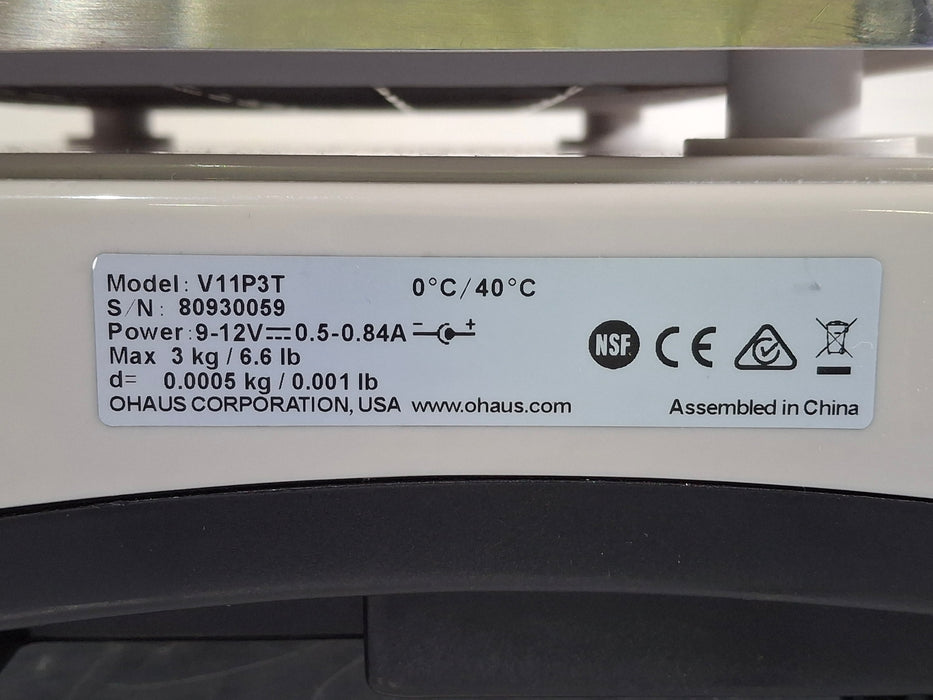 Model: V11P3T 0°C/40°C
S/N: 80930059
Power:9-12V⎓0.5-0.84A - +
Max 3 kg / 6.6 lb
d= 0.0005 kg / 0.001 lb
NSF. CE
OHAUS CORPORATION, USA www.ohaus.com Assembled in China